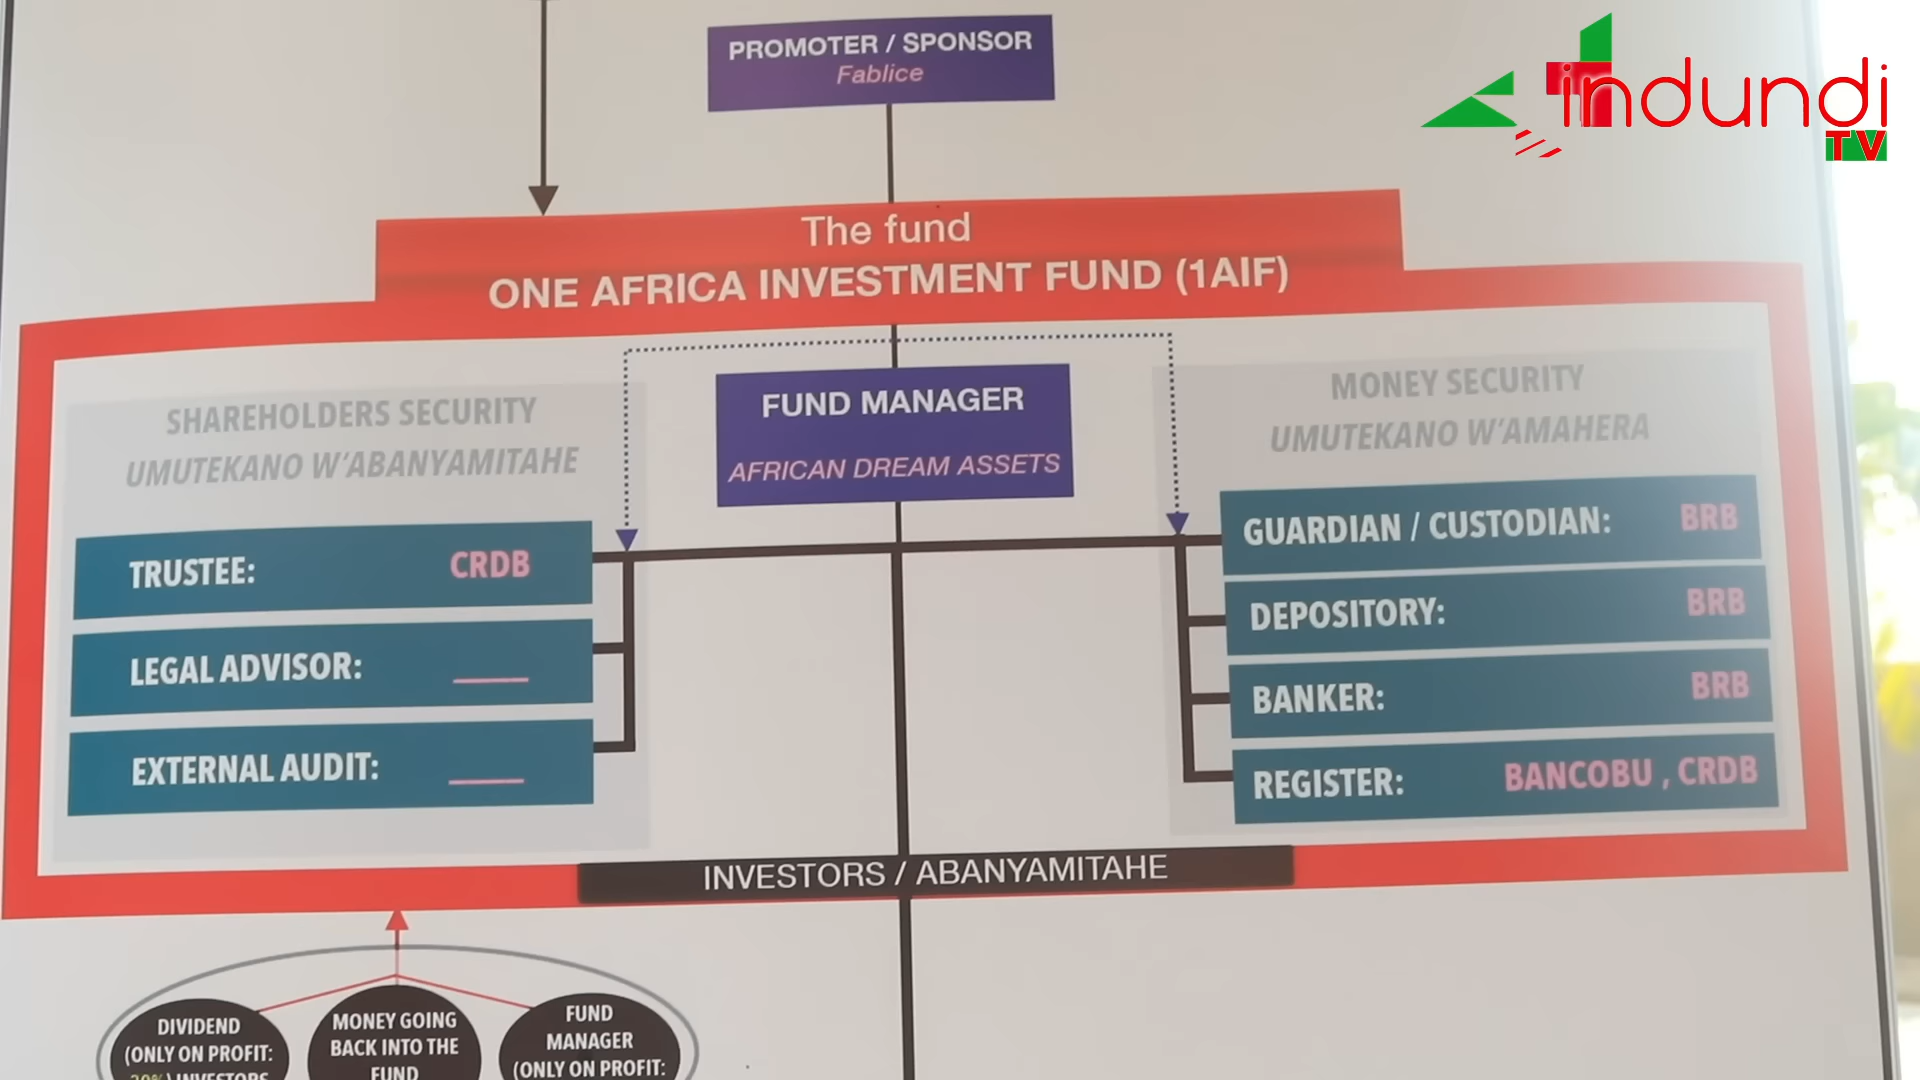 indundi
TV
PROMOTER / SPONSOR
Fablice
The fund
ONE AFRICA INVESTMENT FUND (1AIF)
SHAREHOLDERS SECURITY
UMUTEKANO W'ABANYAMITAHE
TRUSTEE: CRDB
LEGAL ADVISOR: _____
EXTERNAL AUDIT: _____
FUND MANAGER
AFRICAN DREAM ASSETS
MONEY SECURITY
UMUTEKANO W'AMAHERA
GUARDIAN / CUSTODIAN: BRB
DEPOSITORY: BRB
BANKER: BRB
REGISTER: BANCOBU , CRDB
INVESTORS / ABANYAMITAHE
DIVIDEND
(ONLY ON PROFIT:
INVESTORS
MONEY GOING
BACK INTO THE
FUND
FUND
MANAGER
(ONLY ON PROFIT: